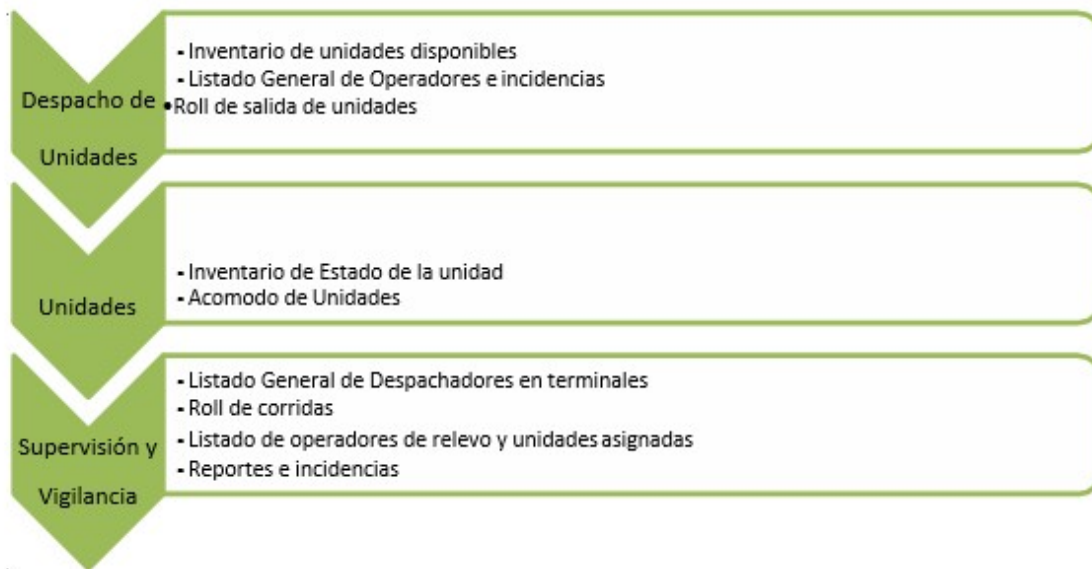 Despacho de
Unidades
- Inventario de unidades disponibles
- Listado General de Operadores e incidencias
•Roll de salida de unidades
Unidades
- Inventario de Estado de la unidad
- Acomodo de Unidades
Supervisión y
Vigilancia
- Listado General de Despachadores en terminales
- Roll de corridas
- Listado de operadores de relevo y unidades asignadas
- Reportes e incidencias